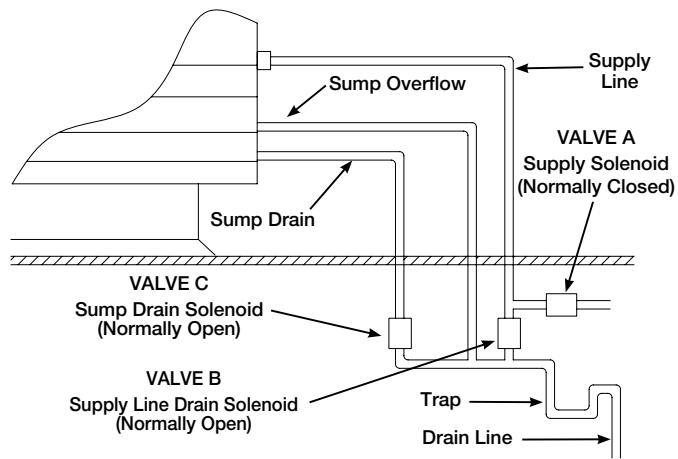 Supply
Line
Sump Overflow
VALVE A
Supply Solenoid
(Normally Closed)
Sump Drain
VALVE C
Sump Drain Solenoid
(Normally Open)
VALVE B
Supply Line Drain Solenoid
(Normally Open)
Trap
Drain Line